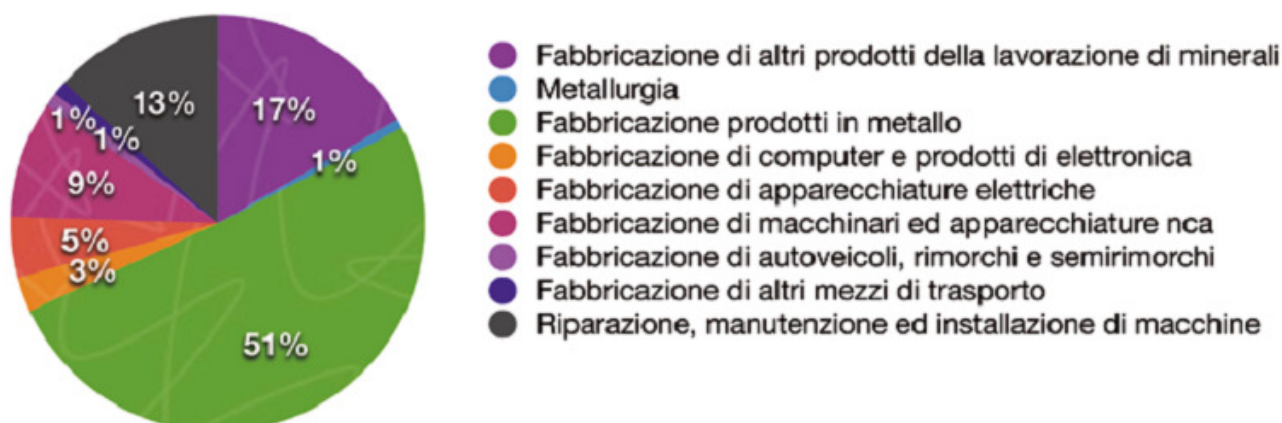 13%
17%
1%
1%
1%
9%
5%
3%
51%
Fabbricazione di altri prodotti della lavorazione di minerali
Metallurgia
Fabbricazione prodotti in metallo
Fabbricazione di computer e prodotti di elettronica
Fabbricazione di apparecchiature elettriche
Fabbricazione di macchinari ed apparecchiature nca
Fabbricazione di autoveicoli, rimorchi e semirimorchi
Fabbricazione di altri mezzi di trasporto
Riparazione, manutenzione ed installazione di macchine